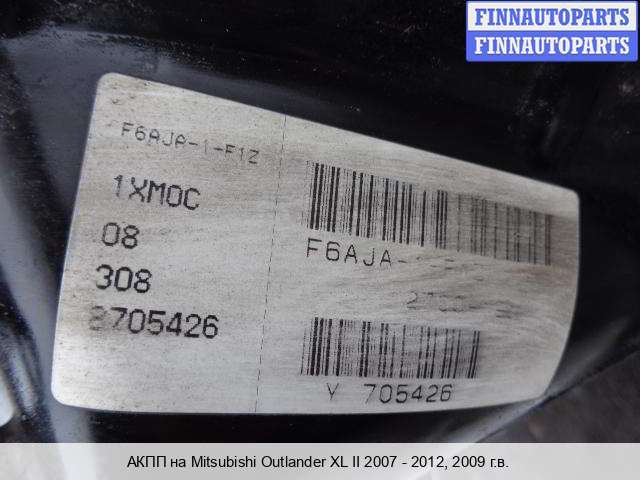 FINNAUTOPARTS
FINNAUTOPARTS
F6AJA-1-F1Z
1XM0C
08
308
705426
F6AJA-
Y 705426
АКПП на Mitsubishi Outlander XL II 2007 - 2012, 2009 г.в.